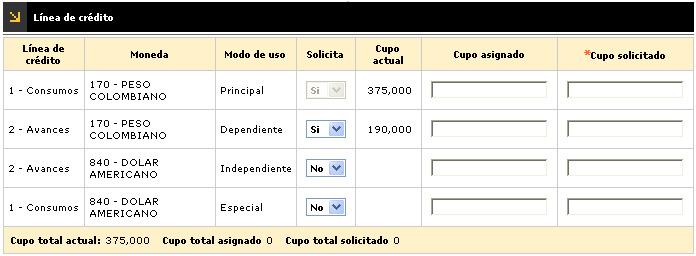 Línea de crédito
Línea de crédito Moneda Modo de uso Solicita Cupo actual Cupo asignado *Cupo solicitado
1 - Consumos 170 - PESO COLOMBIANO Principal Si 375,000
2 - Avances 170 - PESO COLOMBIANO Dependiente Si 190,000
2 - Avances 840 - DOLAR AMERICANO Independiente No
1 - Consumos 840 - DOLAR AMERICANO Especial No
Cupo total actual: 375,000 Cupo total asignado 0 Cupo total solicitado 0